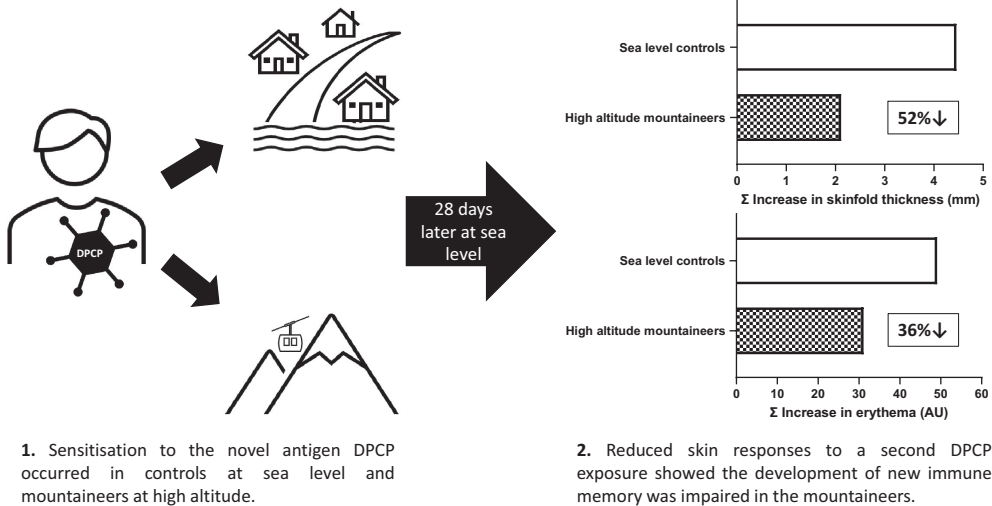 DPCP
28 days
later at sea
level
Sea level controls
High altitude mountaineers
52%↓
0 1 2 3 4 5
Σ Increase in skinfold thickness (mm)
Sea level controls
High altitude mountaineers
36%↓
0 10 20 30 40 50 60
Σ Increase in erythema (AU)
1. Sensitisation to the novel antigen DPCP
occurred in controls at sea level and
mountaineers at high altitude.
2. Reduced skin responses to a second DPCP
exposure showed the development of new immune
memory was impaired in the mountaineers.